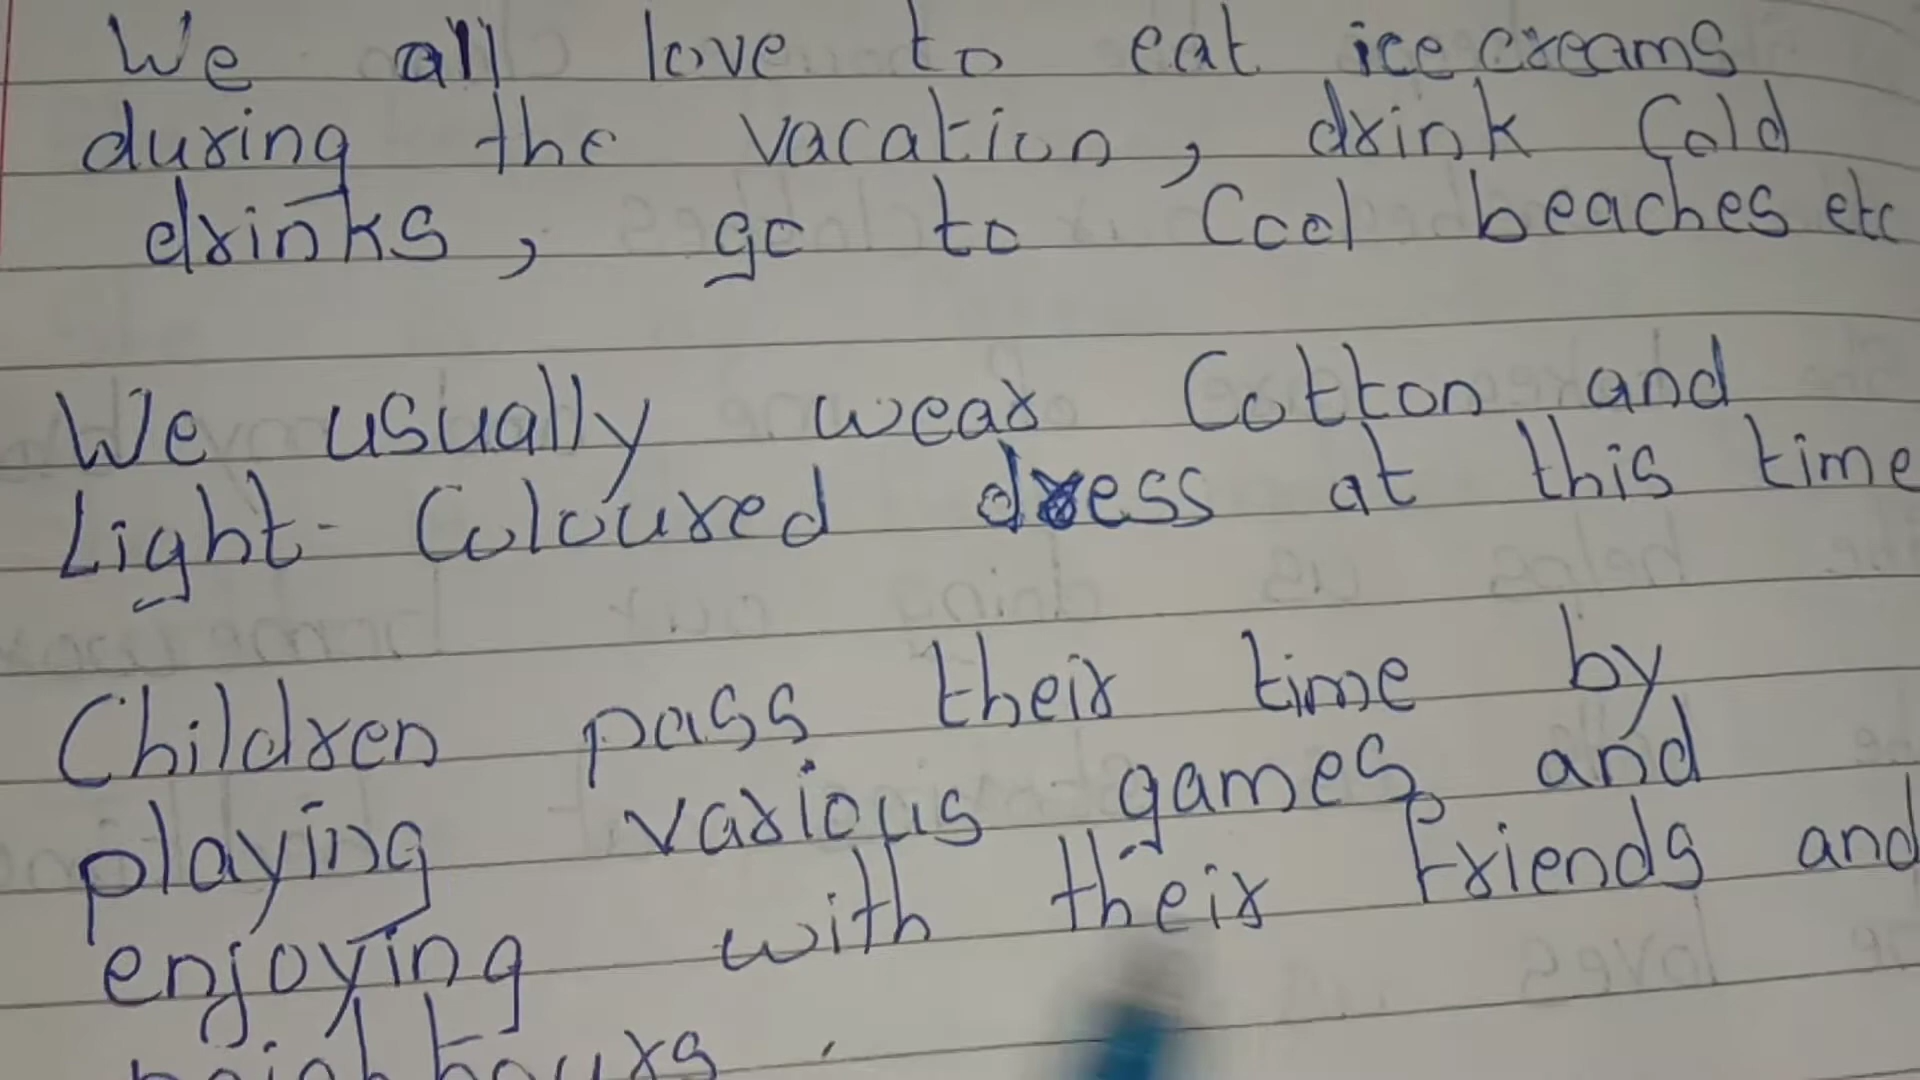 We all love to eat ice creams
during the vacation, drink Cold
drinks, go to Cool beaches etc
We usually wear Cotton and
Light-Coloured dress at this time
Children pass their time by
playing various games and
enjoying with their Friends and
neighbours.